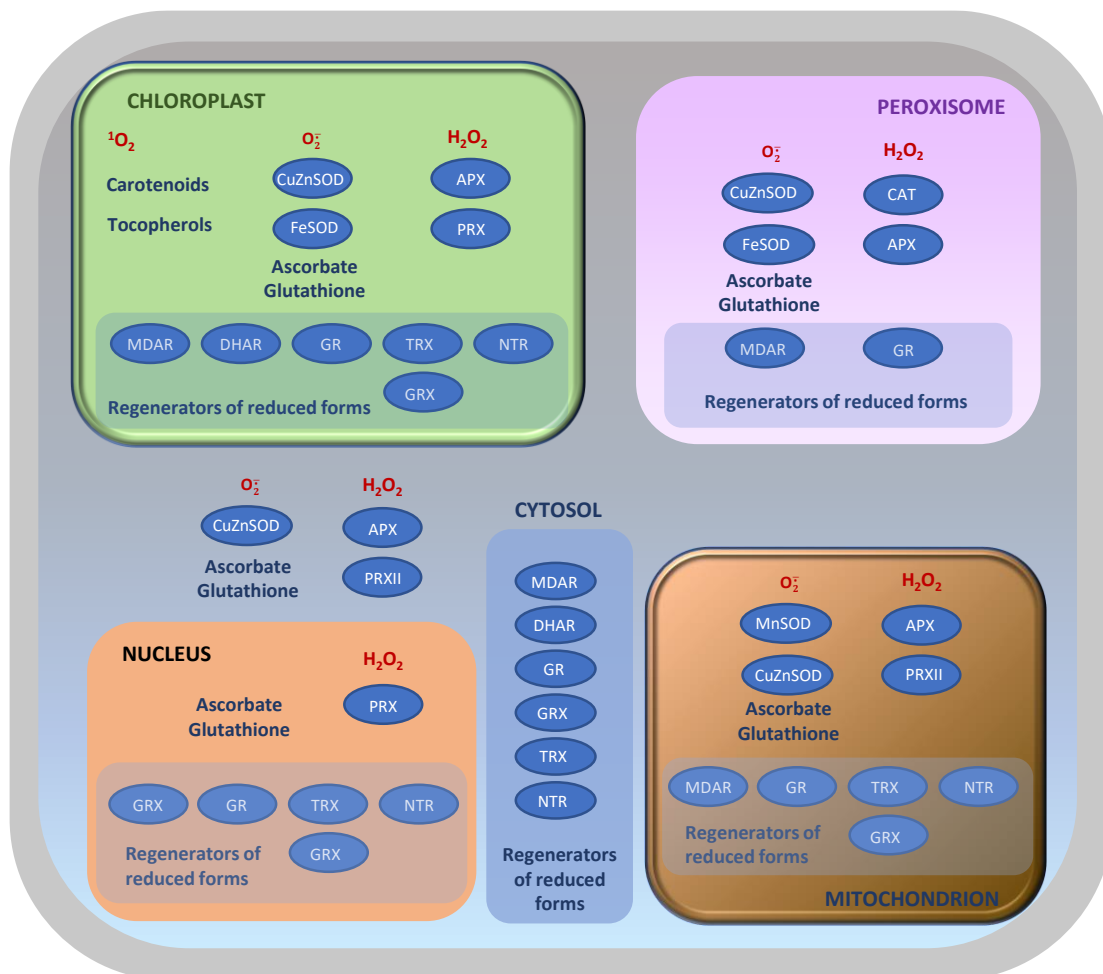 CHLOROPLAST
¹O₂
O₂⁻
H₂O₂
Carotenoids
CuZnSOD
APX
Tocopherols
FeSOD
PRX
Ascorbate
Glutathione
MDAR
DHAR
GR
TRX
NTR
GRX
Regenerators of reduced forms
PEROXISOME
O₂⁻
H₂O₂
CuZnSOD
CAT
FeSOD
APX
Ascorbate
Glutathione
MDAR
GR
Regenerators of reduced forms
O₂⁻
H₂O₂
CuZnSOD
APX
Ascorbate
Glutathione
PRXII
CYTOSOL
MDAR
DHAR
GR
GRX
TRX
NTR
Regenerators
of reduced
forms
NUCLEUS
H₂O₂
Ascorbate
Glutathione
PRX
GRX
GR
TRX
NTR
GRX
Regenerators of
reduced forms
O₂⁻
H₂O₂
MnSOD
APX
CuZnSOD
PRXII
Ascorbate
Glutathione
MDAR
GR
TRX
NTR
GRX
Regenerators of
reduced forms
MITOCHONDRION